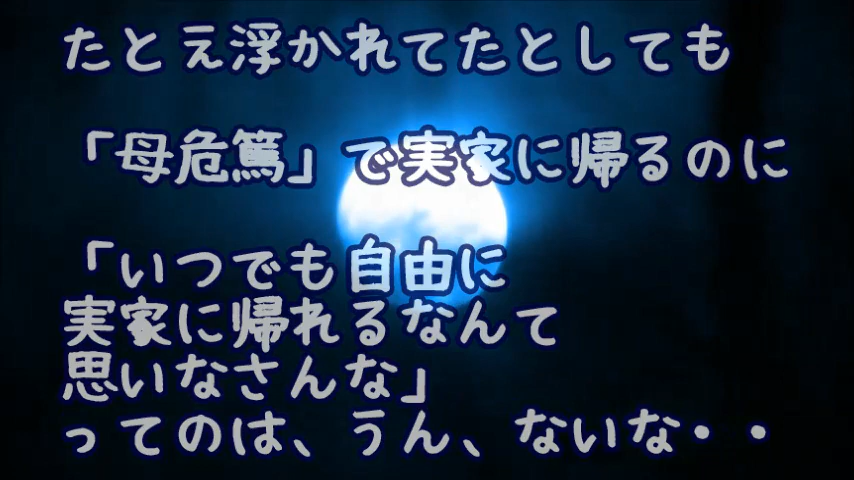 たとえ浮かれてたとしても
「母危篤」で実家に帰るのに
「いつでも自由に
実家に帰れるなんて
思いなさんな」
ってのは、うん、ないな・・